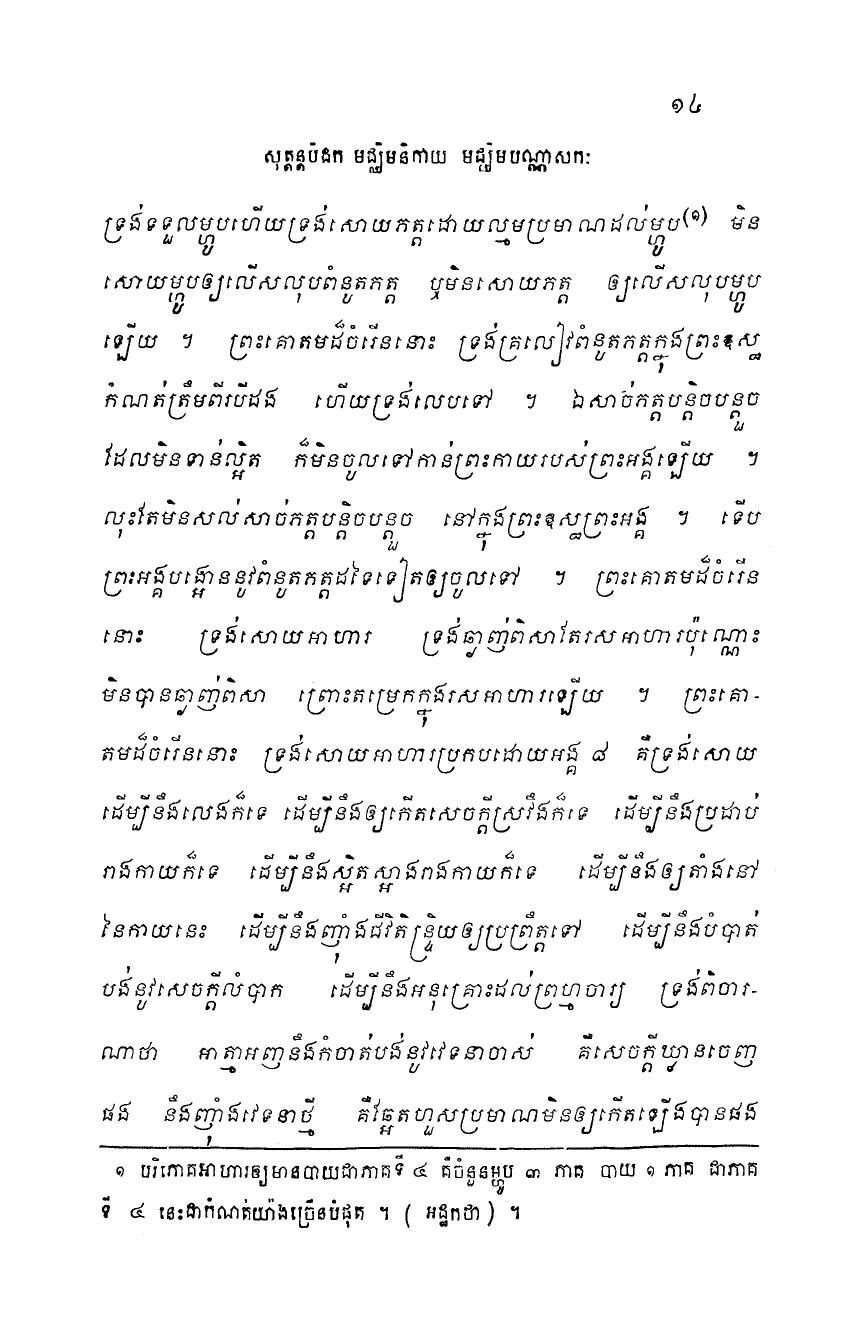 ១៤
សុត្តន្តបិដក មជ្ឈិមនិកាយ មជ្ឈិមបណ្ណាសកៈ
ទ្រង់ទទួលម្ហូបហើយទ្រង់សោយភត្តដោយល្មមប្រមាណដល់ម្ហូប(១) មិន
សោយម្ហូបឲ្យលើសលុបពំនូតភត្ត ឬមិនសោយភត្ត ឲ្យលើសលុបម្ហូប
ឡើយ ។ ព្រះគោតមដ៏ចំរើននោះ ទ្រង់គ្រលៀវពំនូតភត្តក្នុងព្រះឧស្ឋ
កំណត់ត្រឹមពីរបីដង ហើយទ្រង់លេបទៅ ។ ឯសាច់ភត្តបន្តិចបន្តួច
ដែលមិនទាន់ល្អិត ក៏មិនចូលទៅកាន់ព្រះកាយរបស់ព្រះអង្គឡើយ ។
លុះតែមិនសល់សាច់ភត្តបន្តិចបន្តួច នៅក្នុងព្រះឧស្ឋព្រះអង្គ ។ ទើប
ព្រះអង្គបង្អោននូវពំនូតភត្តដទៃទៀតឲ្យចូលទៅ ។ ព្រះគោតមដ៏ចំរើន
នោះ ទ្រង់សោយអាហារ ទ្រង់ឆ្ងាញ់ពិសាតែរសអាហារប៉ុណ្ណោះ
មិនបានឆ្ងាញ់ពិសា ព្រោះតម្រេកក្នុងរសអាហារឡើយ ។ ព្រះគោ-
តមដ៏ចំរើននោះ ទ្រង់សោយអាហារប្រកបដោយអង្គ ៨ គឺទ្រង់សោយ
ដើម្បីនឹងលេងក៏ទេ ដើម្បីនឹងឲ្យកើតសេចក្តីស្រវឹងក៏ទេ ដើម្បីនឹងប្រដាប់
រាងកាយក៏ទេ ដើម្បីនឹងស្អិតស្អាងរាងកាយក៏ទេ ដើម្បីនឹងឲ្យតាំងនៅ
នៃកាយនេះ ដើម្បីនឹងញ៉ាំងជីវិតិន្ទ្រិយឲ្យប្រព្រឹត្តទៅ ដើម្បីនឹងបំបាត់
បង់នូវសេចក្តីលំបាក ដើម្បីនឹងអនុគ្រោះដល់ព្រហ្មចារ្យ ទ្រង់ពិចារ-
ណាថា អាត្មាអញនឹងកំចាត់បង់នូវវេទនាចាស់ គឺសេចក្តីឃ្លានចេញ
ផង នឹងញ៉ាំងវេទនាថ្មី គឺឆ្អែតហួសប្រមាណមិនឲ្យកើតឡើងបានផង
១ បរិភោគអាហារឲ្យមានបាយជាភាគទី ៤ គឺចំនួនម្ហូប ៣ ភាគ បាយ ១ ភាគ ជាភាគ
ទី ៤ នេះជាកំណត់យ៉ាងច្រើនបំផុត ។ ( អដ្ឋកថា ) ។